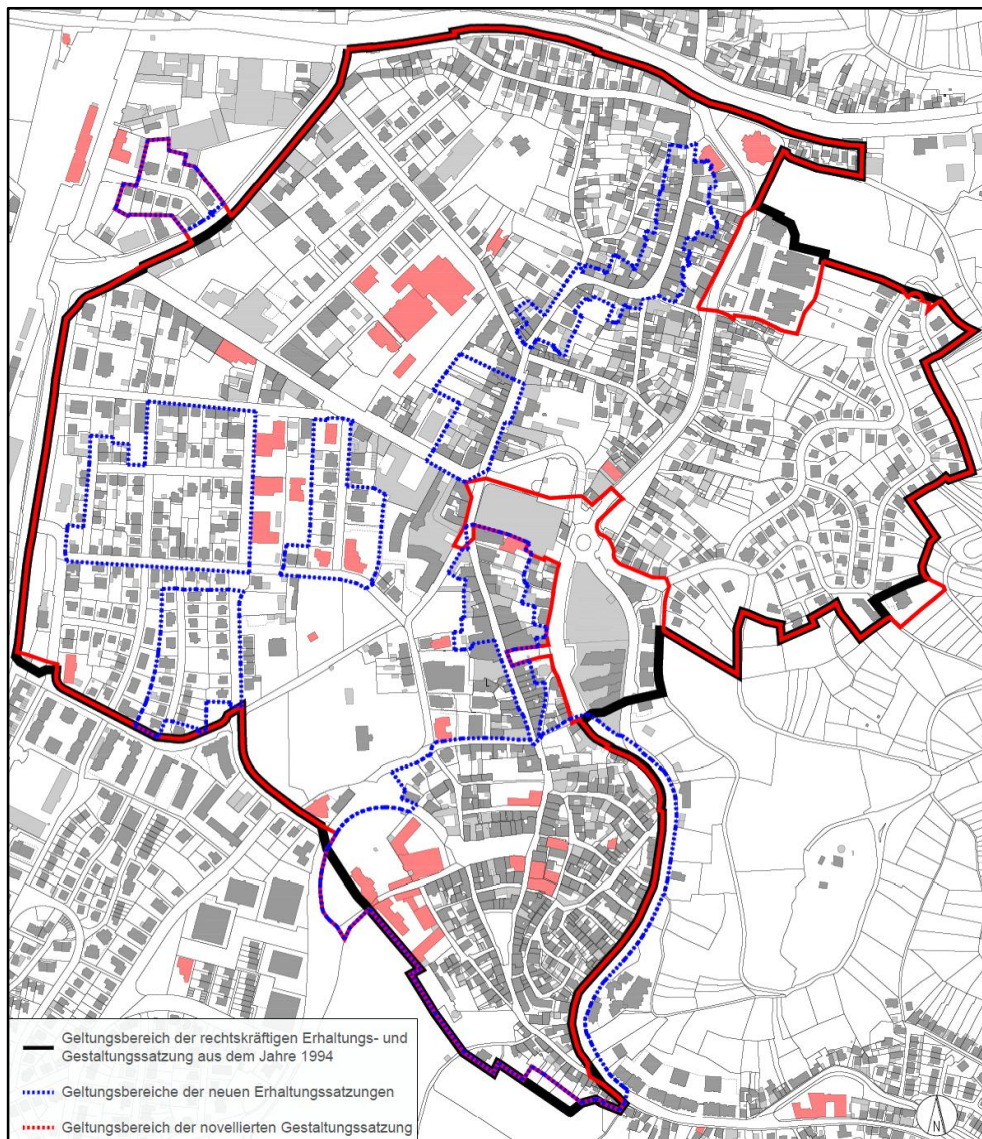 Geltungsbereich der rechtskräftigen Erhaltungs- und
Gestaltungssatzung aus dem Jahre 1994
Geltungsbereiche der neuen Erhaltungssatzungen
Geltungsbereich der novellierten Gestaltungssatzung
N